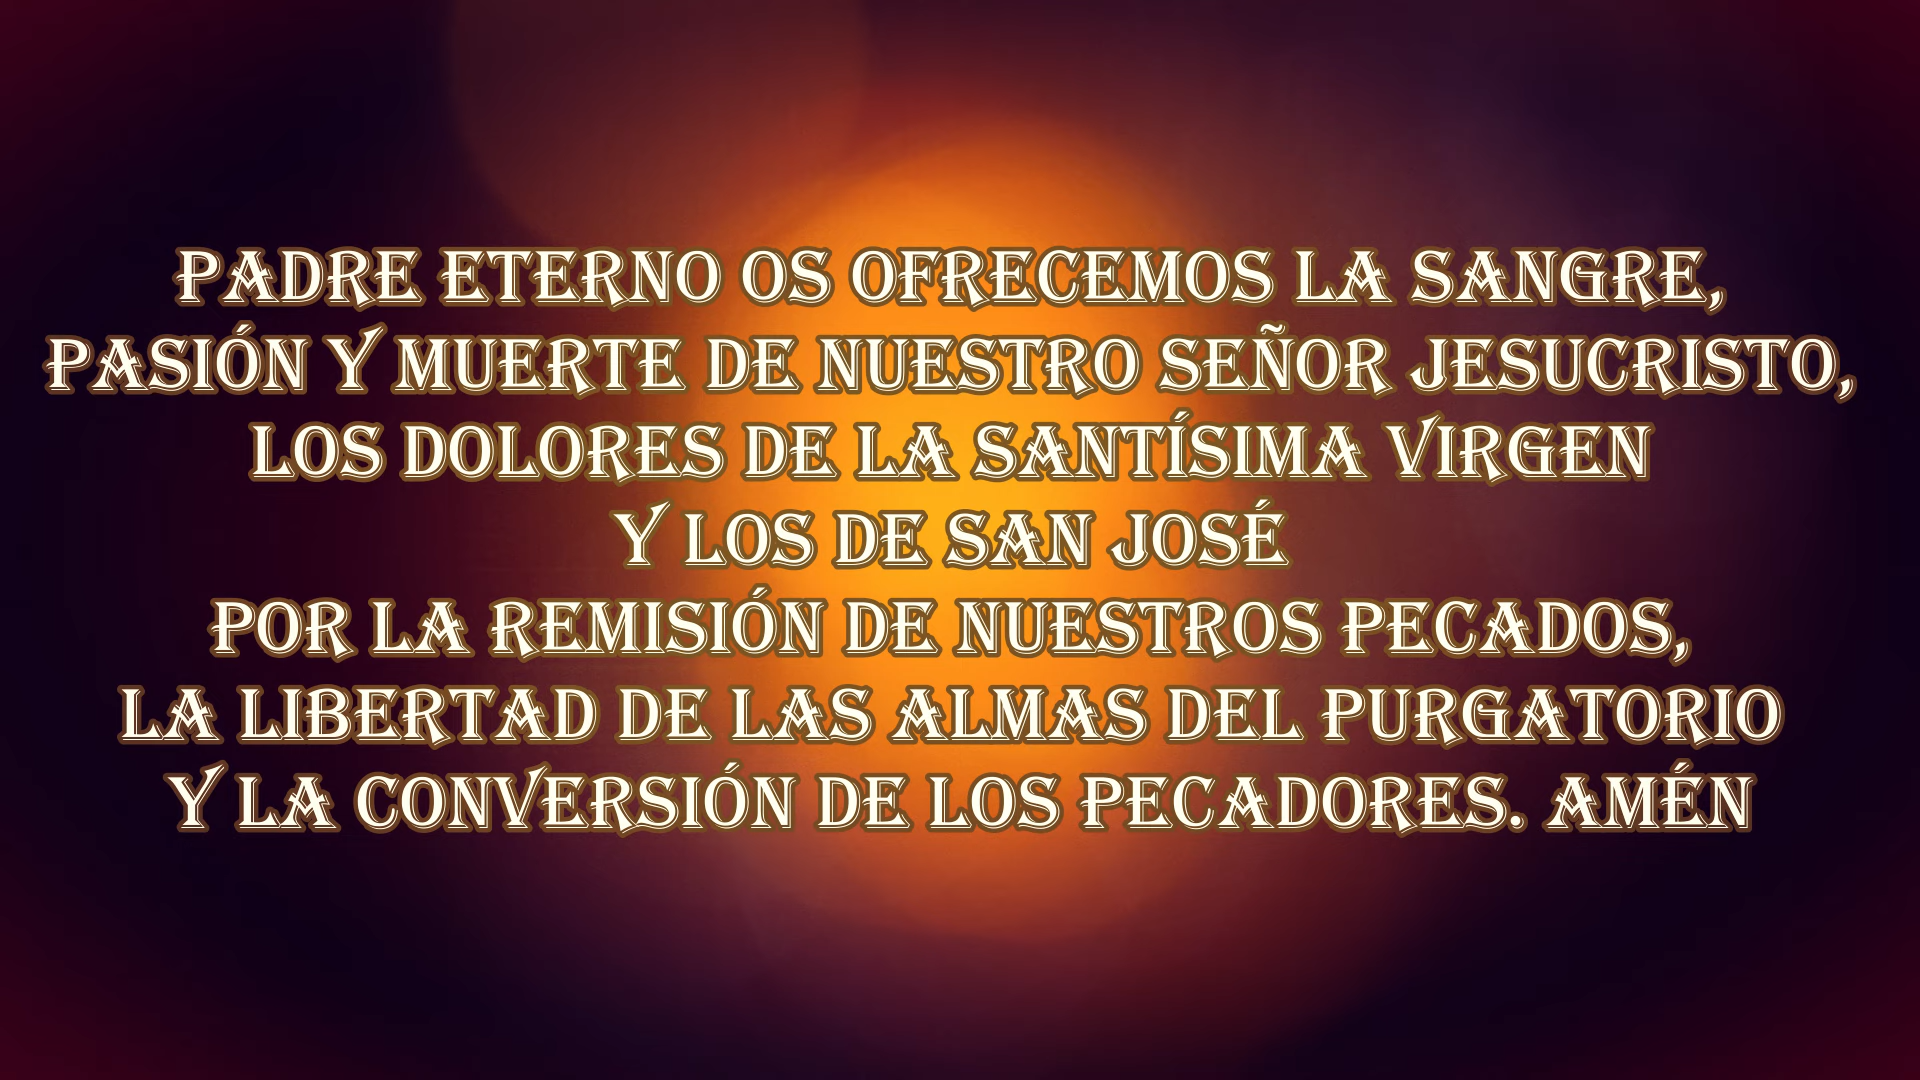 PADRE ETERNO OS OFRECEMOS LA SANGRE,
PASIÓN Y MUERTE DE NUESTRO SEÑOR JESUCRISTO,
LOS DOLORES DE LA SANTÍSIMA VIRGEN
Y LOS DE SAN JOSÉ
POR LA REMISIÓN DE NUESTROS PECADOS,
LA LIBERTAD DE LAS ALMAS DEL PURGATORIO
Y LA CONVERSIÓN DE LOS PECADORES. AMÉN